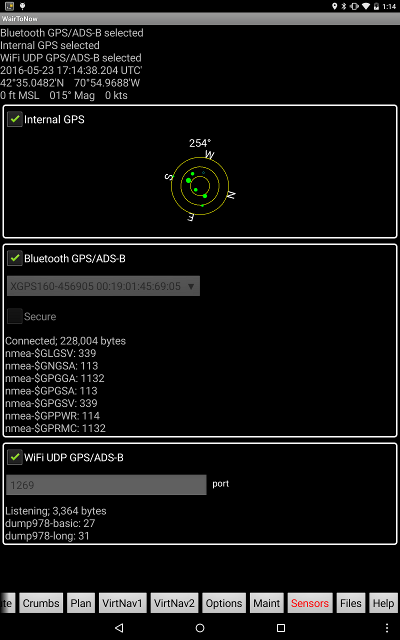 1:14
WairToNow
Bluetooth GPS/ADS-B selected
Internal GPS selected
WiFi UDP GPS/ADS-B selected
2016-05-23 17:14:38.204 UTC'
42°35.0482'N 70°54.9688'W
0 ft MSL 015° Mag 0 kts
Internal GPS
254°
W
S
N
E
Bluetooth GPS/ADS-B
XGPS160-456905 00:19:01:45:69:05
Secure
Connected; 228,004 bytes
nmea-$GLGSV: 339
nmea-$GNGSA: 113
nmea-$GPGGA: 1132
nmea-$GPGSA: 113
nmea-$GPGSV: 339
nmea-$GPPWR: 114
nmea-$GPRMC: 1132
WiFi UDP GPS/ADS-B
1269 port
Listening; 3,364 bytes
dump978-basic: 27
dump978-long: 31
te Crumbs Plan VirtNav1 VirtNav2 Options Maint Sensors Files Help